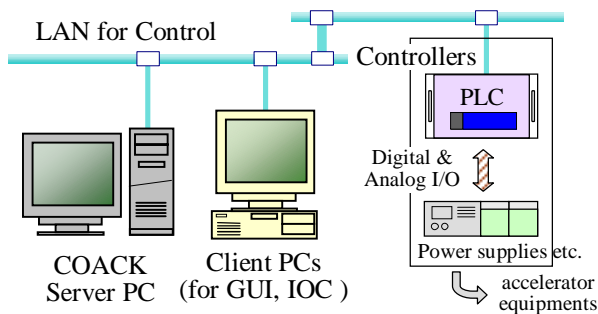 LAN for Control
Controllers
PLC
Digital &
Analog I/O
Power supplies etc.
COACK
Server PC
Client PCs
(for GUI, IOC )
accelerator
equipments